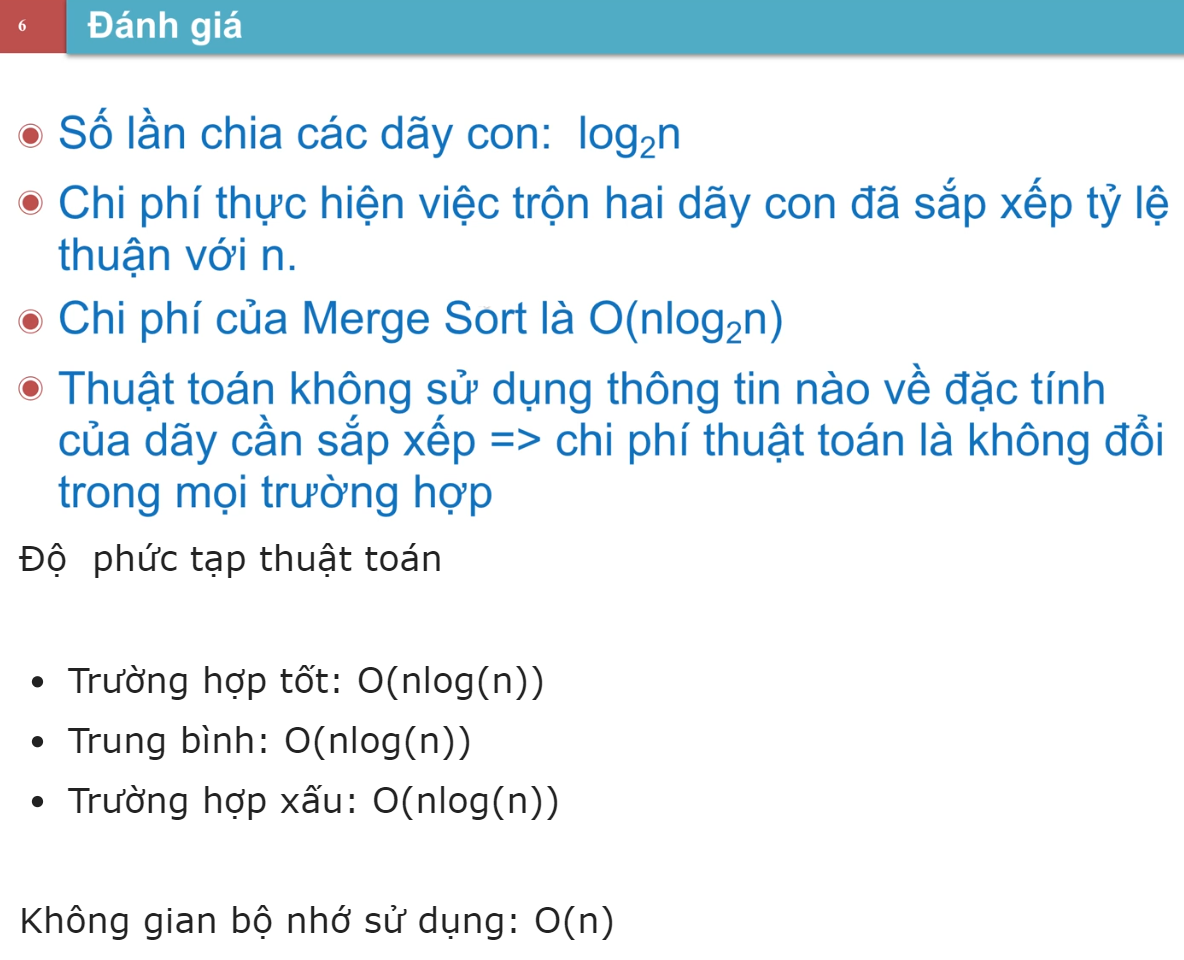 6
Đánh giá
Số lần chia các dãy con: log₂n
Chi phí thực hiện việc trộn hai dãy con đã sắp xếp tỷ lệ
thuận với n.
Chi phí của Merge Sort là O(nlog₂n)
Thuật toán không sử dụng thông tin nào về đặc tính
của dãy cần sắp xếp => chi phí thuật toán là không đổi
trong mọi trường hợp
Độ phức tạp thuật toán
Trường hợp tốt: O(nlog(n))
Trung bình: O(nlog(n))
Trường hợp xấu: O(nlog(n))
Không gian bộ nhớ sử dụng: O(n)